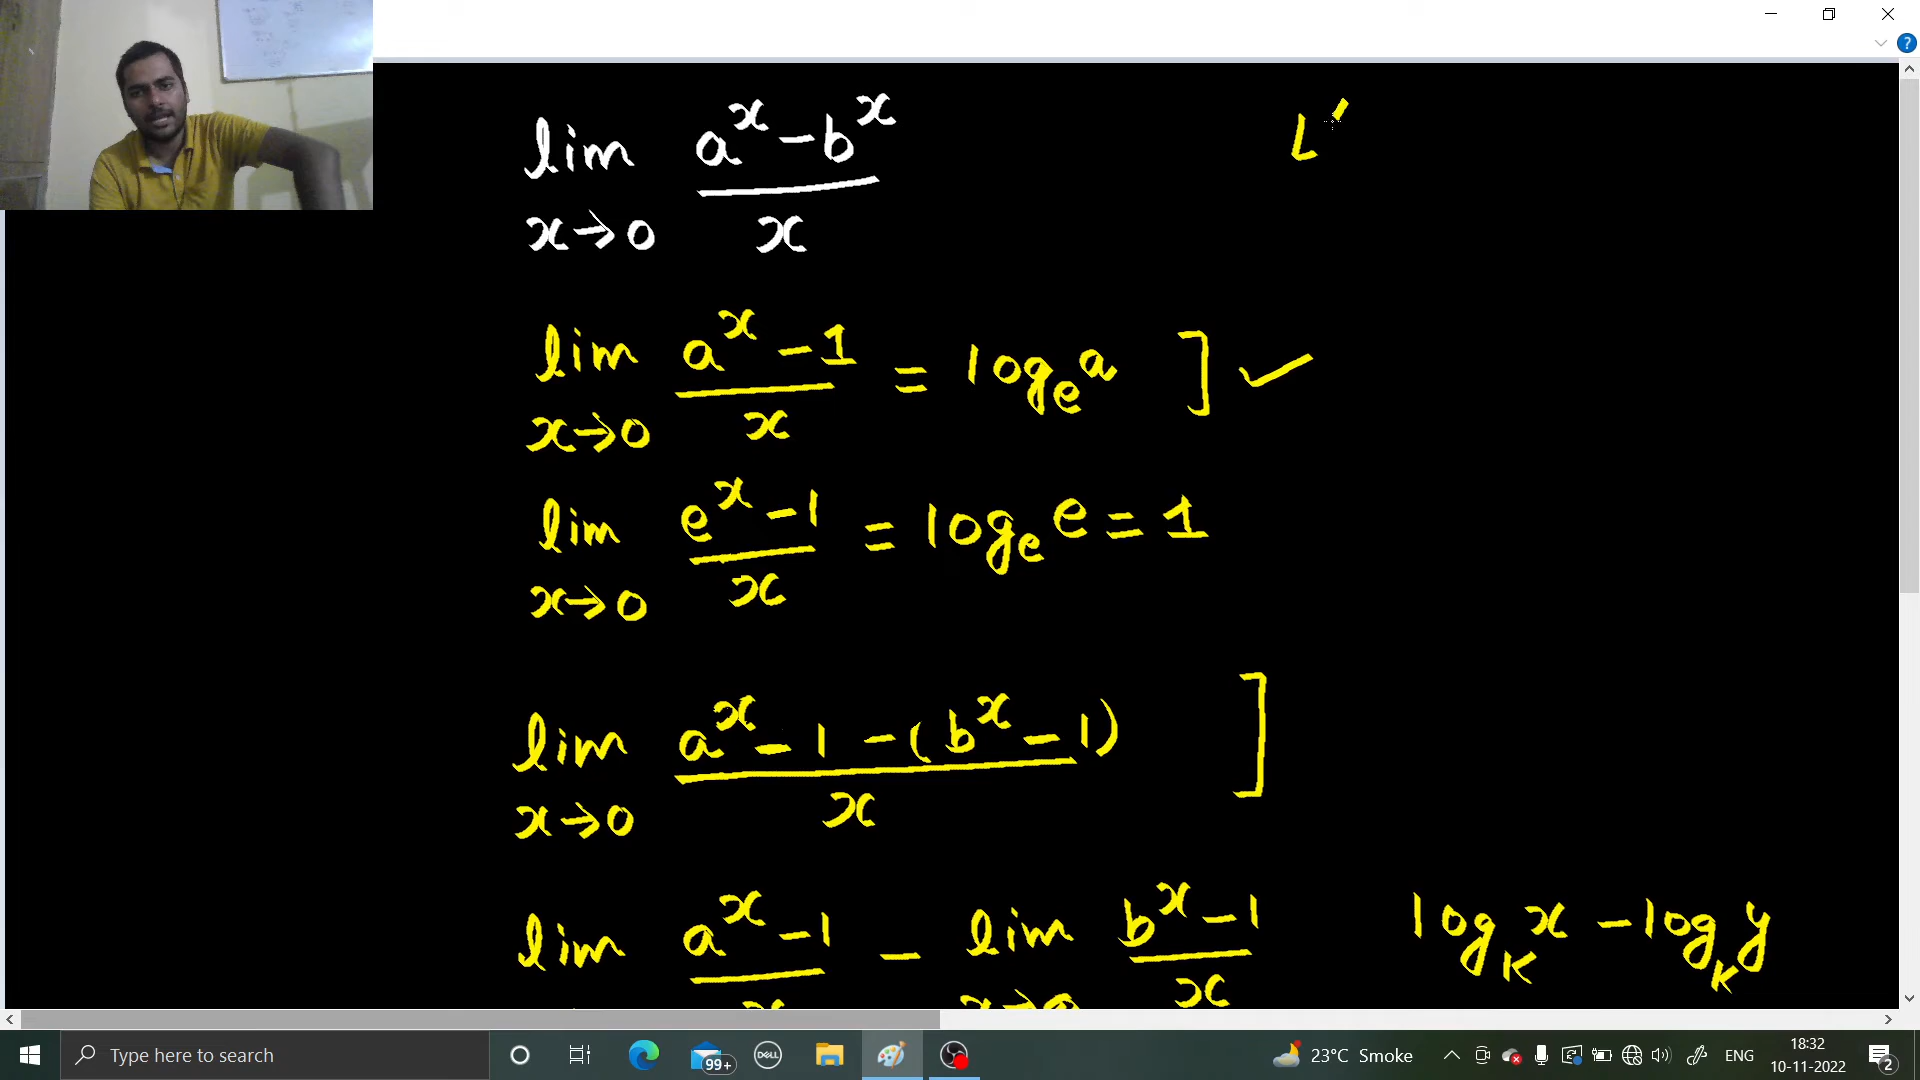 lim a^x - b^x
x→0 x
L'
lim a^x - 1 = log_e a ] ✓
x→0 x
lim e^x - 1 = log_e e = 1
x→0 x
lim a^x - 1 - (b^x - 1) ]
x→0 x
lim a^x - 1 - lim b^x - 1 log_K x - log_K y
x
Type here to search
99+
DELL
23°C Smoke
ENG
18:32
10-11-2022
2